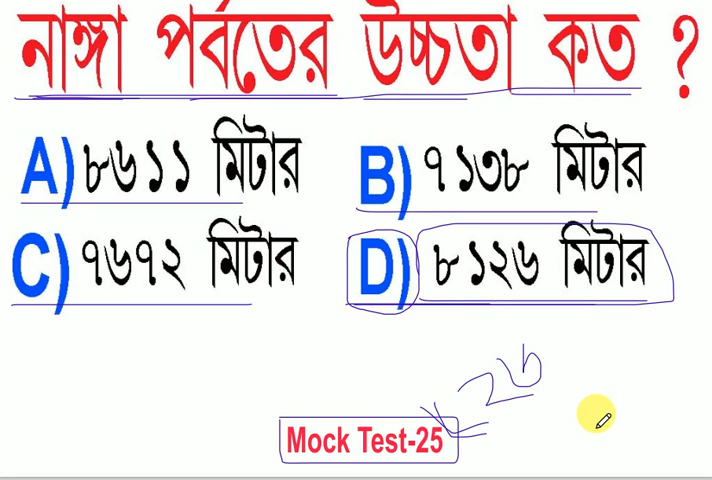 নাঙ্গা পর্বতের উচ্চতা কত ?
A) ৮৬১১ মিটার B) ৭১৩৮ মিটার
C) ৭৬৭২ মিটার D) ৮১২৬ মিটার
Mock Test-25